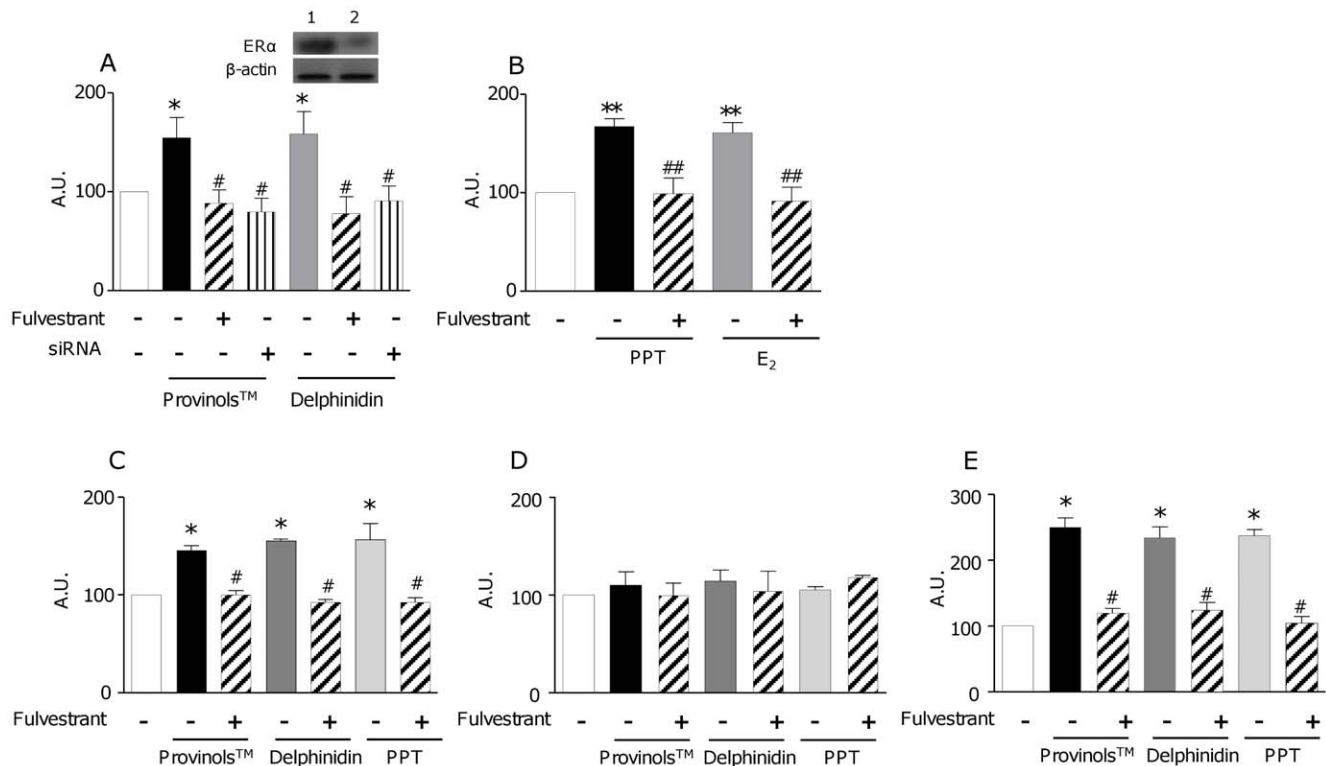 1 2
ERα
β-actin
A
200
100
0
A.U.
* # # * # #
Fulvestrant - - + - - + -
siRNA - - - + - - +
Provinols™ Delphinidin
B
200
100
0
A.U.
** ## ** ##
Fulvestrant - - + - +
PPT E₂
C
200
100
0
A.U.
* # * # * #
Fulvestrant - - + - + - +
Provinols™ Delphinidin PPT
D
200
100
0
A.U.
Fulvestrant - - + - + - +
Provinols™ Delphinidin PPT
E
300
200
100
0
A.U.
* # * # * #
Fulvestrant - - + - + - +
Provinols™ Delphinidin PPT